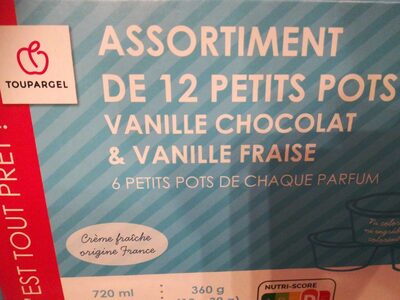 TOUPARGEL
ASSORTIMENT
DE 12 PETITS POTS
VANILLE CHOCOLAT
& VANILLE FRAISE
6 PETITS POTS DE CHAQUE PARFUM
EST TOUT PRÊT !
Crème fraîche
origine France
720 ml
360 g
NUTRI-SCORE